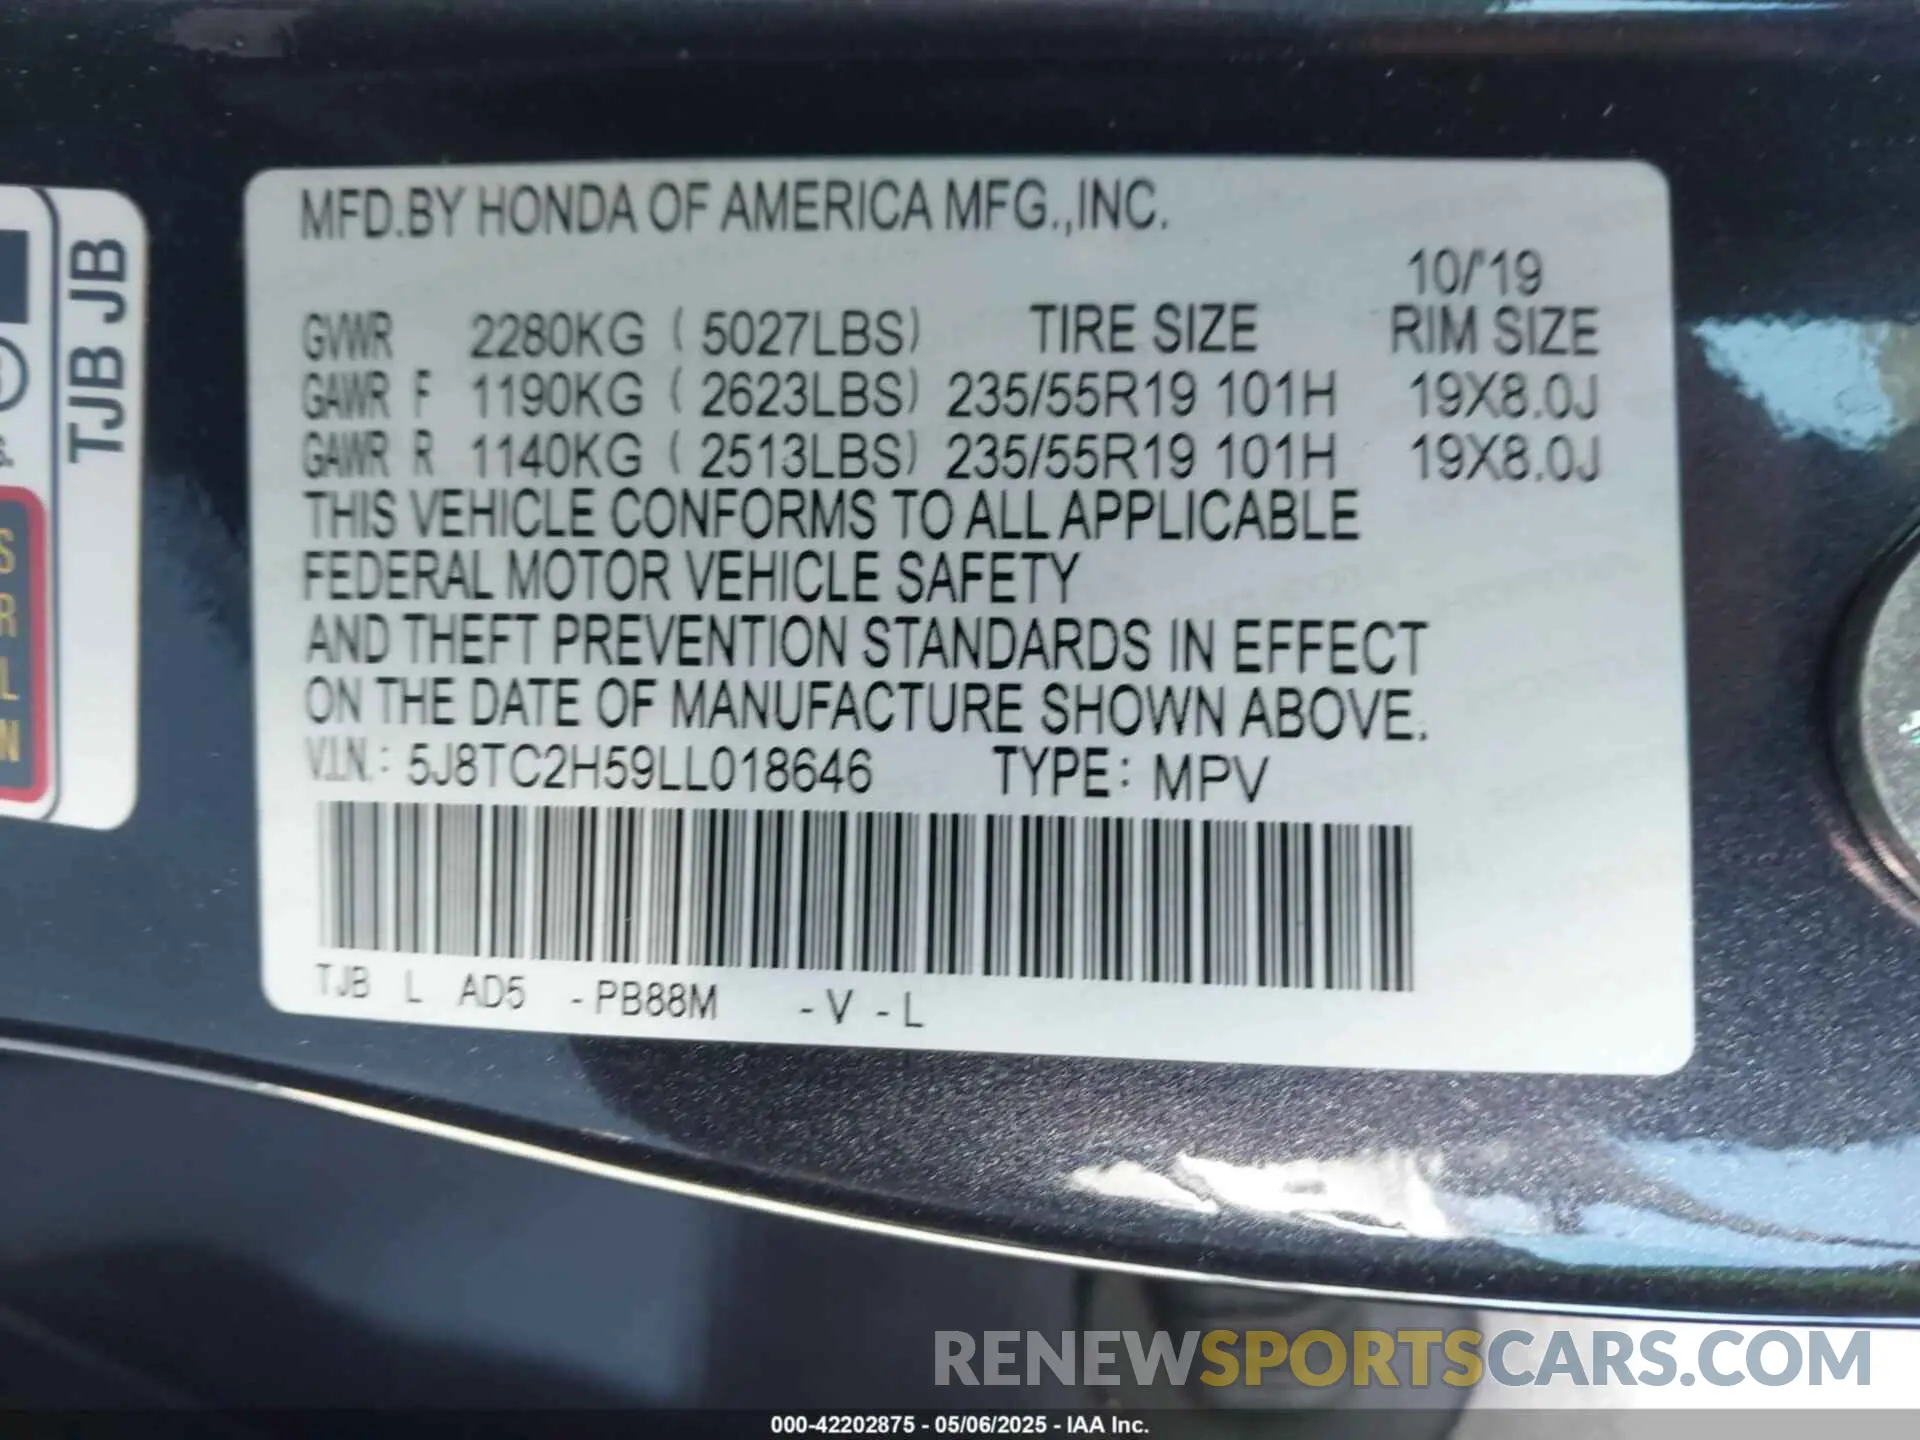 MFD.BY HONDA OF AMERICA MFG.,INC.
10/'19
GVWR 2280KG ( 5027LBS) TIRE SIZE RIM SIZE
GAWR F 1190KG ( 2623LBS) 235/55R19 101H 19X8.0J
GAWR R 1140KG ( 2513LBS) 235/55R19 101H 19X8.0J
THIS VEHICLE CONFORMS TO ALL APPLICABLE
FEDERAL MOTOR VEHICLE SAFETY
AND THEFT PREVENTION STANDARDS IN EFFECT
ON THE DATE OF MANUFACTURE SHOWN ABOVE.
V.I.N.: 5J8TC2H59LL018646 TYPE: MPV
TJB L AD5 -PB88M -V -L
TJB JB
RENEWSPORTSCARS.COM
000-42202875 - 05/06/2025 - IAA Inc.